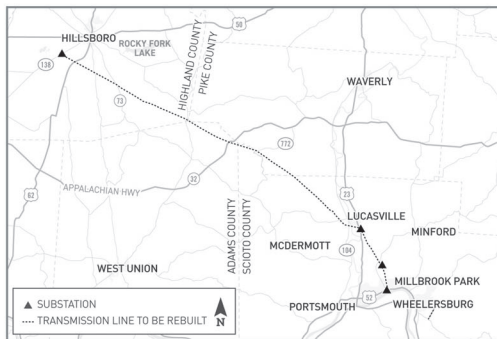 HILLSBORO
50
ROCKY FORK
LAKE
138
HIGHLAND COUNTY
PIKE COUNTY
WAVERLY
73
772
32
APPALACHIAN HWY
62
23
ADAMS COUNTY
SCIOTO COUNTY
LUCASVILLE
MCDERMOTT
104
MINFORD
WEST UNION
MILLBROOK PARK
52
PORTSMOUTH
WHEELERSBURG
SUBSTATION
TRANSMISSION LINE TO BE REBUILT
N